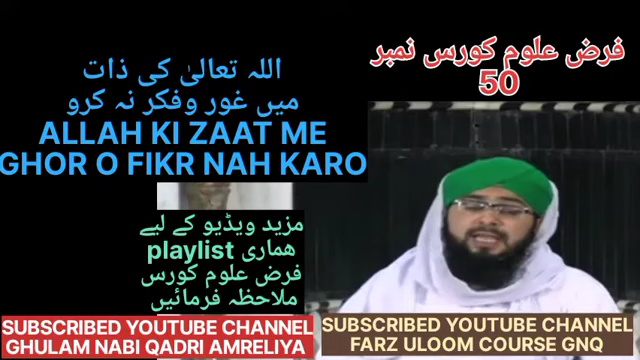 فرض علوم کورس نمبر
50
اللہ تعالیٰ کی ذات
میں غور وفکر نہ کرو
ALLAH KI ZAAT ME
GHOR O FIKR NAH KARO
مزید ویڈیو کے لیے
ھماری playlist
فرض علوم کورس
ملاحظہ فرمائیں
SUBSCRIBED YOUTUBE CHANNEL
GHULAM NABI QADRI AMRELIYA
SUBSCRIBED YOUTUBE CHANNEL
FARZ ULOOM COURSE GNQ